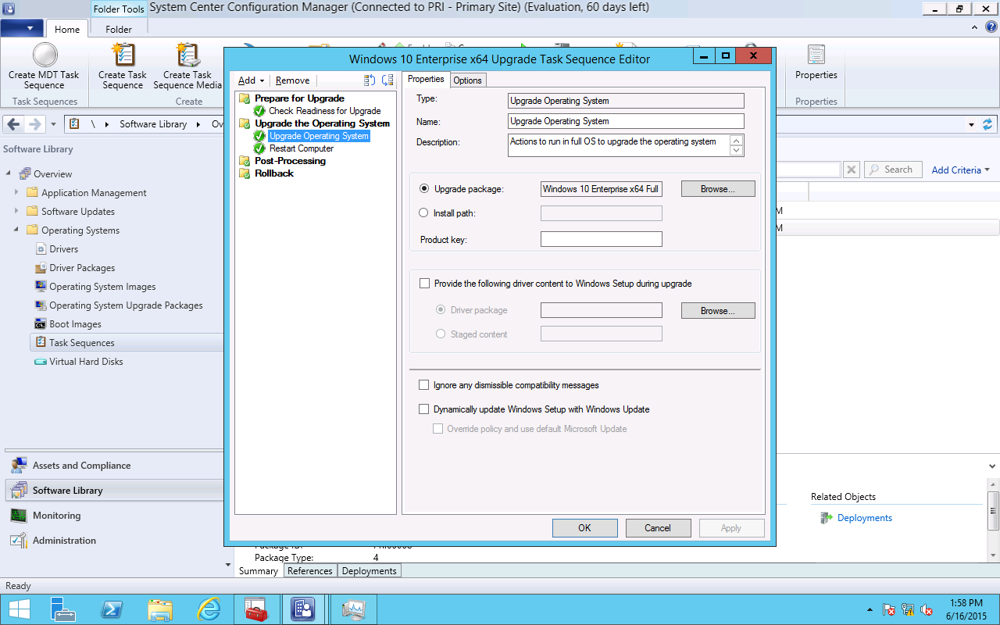 Folder Tools
System Center Configuration Manager (Connected to PRI - Primary Site) (Evaluation, 60 days left)
Home
Folder
Create MDT Task Sequence
Create Task Sequence
Create Task Sequence Media
Properties
Task Sequences
Create
Properties
\ Software Library Ov
Software Library
Overview
Application Management
Software Updates
Operating Systems
Drivers
Driver Packages
Operating System Images
Operating System Upgrade Packages
Boot Images
Task Sequences
Virtual Hard Disks
Assets and Compliance
Software Library
Monitoring
Administration
Search
Add Criteria
M
M
Windows 10 Enterprise x64 Upgrade Task Sequence Editor
Add
Remove
Prepare for Upgrade
Check Readiness for Upgrade
Upgrade the Operating System
Upgrade Operating System
Restart Computer
Post-Processing
Rollback
Properties
Options
Type:
Upgrade Operating System
Name:
Upgrade Operating System
Description:
Actions to run in full OS to upgrade the operating system
Upgrade package:
Windows 10 Enterprise x64 Full
Browse...
Install path:
Product key:
Provide the following driver content to Windows Setup during upgrade
Driver package
Browse...
Staged content
Ignore any dismissible compatibility messages
Dynamically update Windows Setup with Windows Update
Override policy and use default Microsoft Update
OK
Cancel
Apply
Related Objects
Deployments
Package Type:
4
Summary
References
Deployments
Ready
1:58 PM
6/16/2015